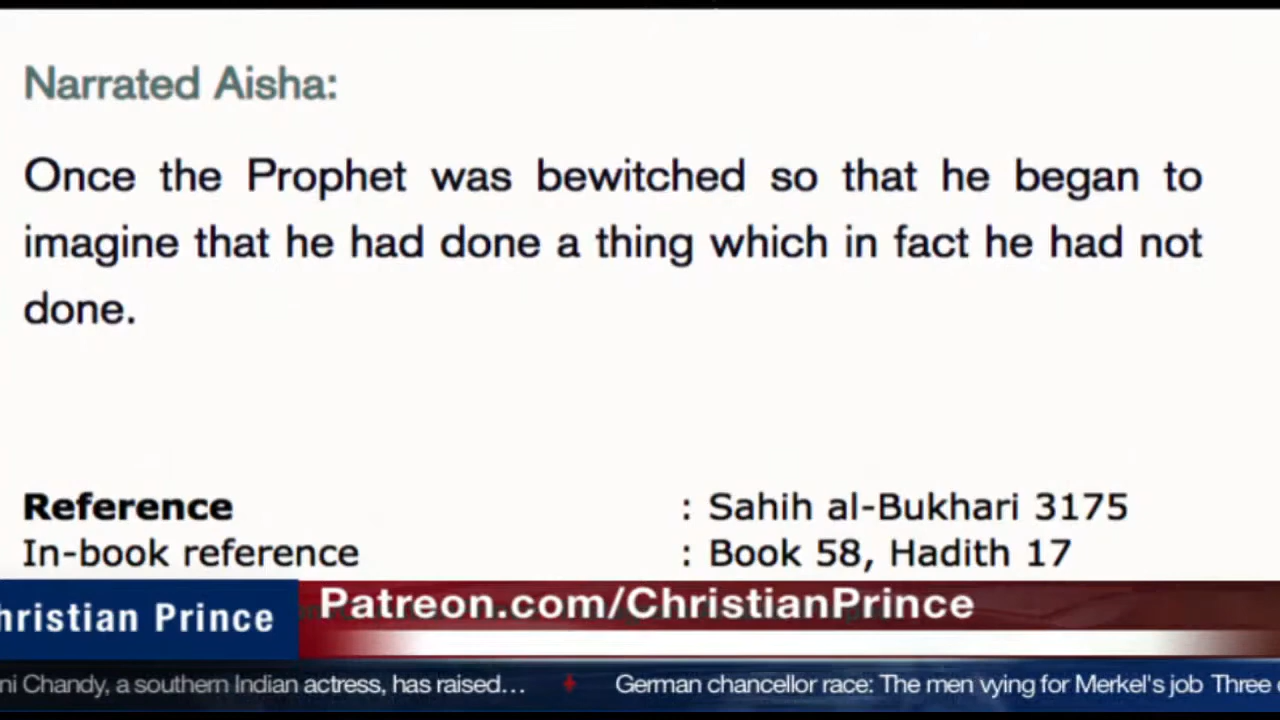 Narrated Aisha:
Once the Prophet was bewitched so that he began to
imagine that he had done a thing which in fact he had not
done.
Reference : Sahih al-Bukhari 3175
In-book reference : Book 58, Hadith 17
hristian Prince
Patreon.com/ChristianPrince
ni Chandy, a southern Indian actress, has raised... German chancellor race: The men vying for Merkel's job Three